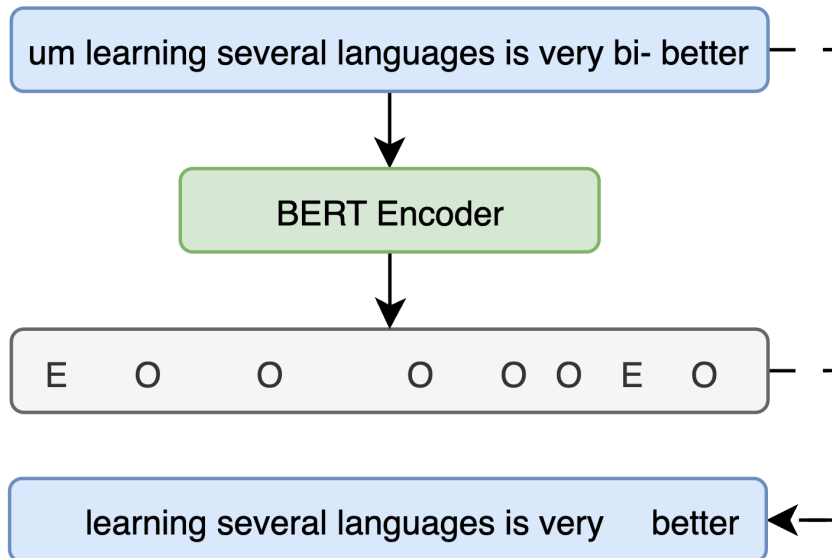 um learning several languages is very bi- better
BERT Encoder
E O O O O O E O
learning several languages is very better